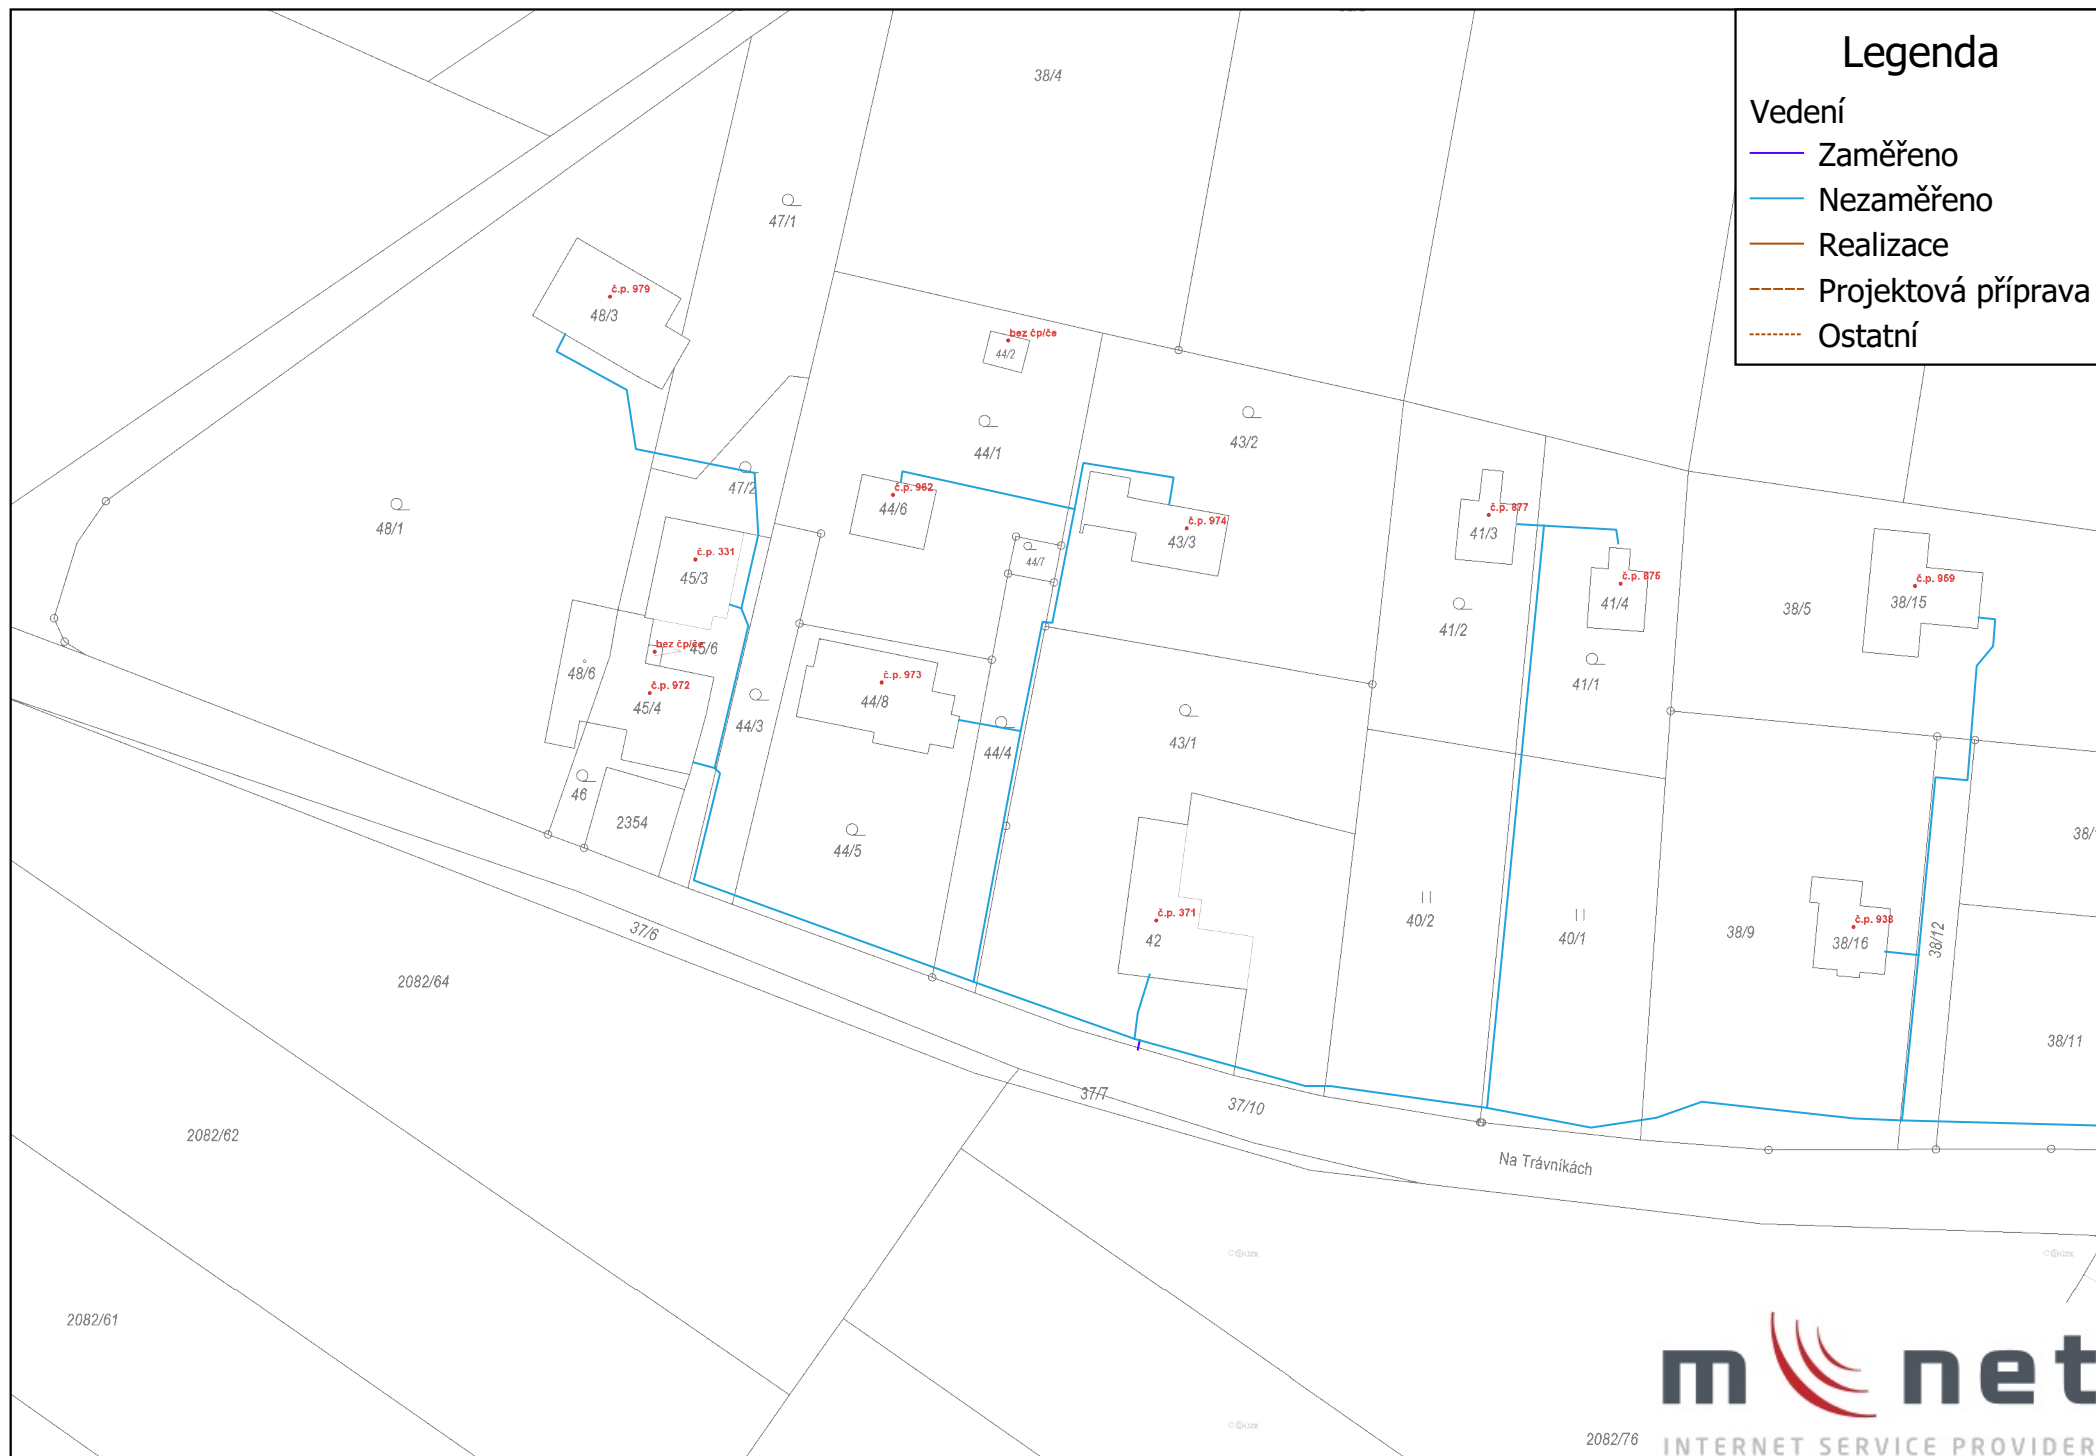 Legenda
Vedení
Zaměřeno
Nezaměřeno
Realizace
Projektová příprava
Ostatní
38/4
47/1
č.p. 979
48/3
bez čp/če
44/2
44/1
43/2
47/2
č.p. 962
44/6
č.p. 974
43/3
č.p. 877
41/3
48/1
č.p. 331
45/3
44/7
č.p. 876
41/4
č.p. 959
38/15
38/5
41/2
bez čp/če
45/6
48/6
č.p. 972
45/4
44/3
č.p. 973
44/8
44/4
43/1
41/1
46
2354
44/5
č.p. 371
42
40/2
40/1
38/9
č.p. 938
38/16
38/12
38/
38/11
37/6
2082/64
37/7
37/10
2082/62
Na Trávníkách
2082/61
2082/76
m net
INTERNET SERVICE PROVIDER